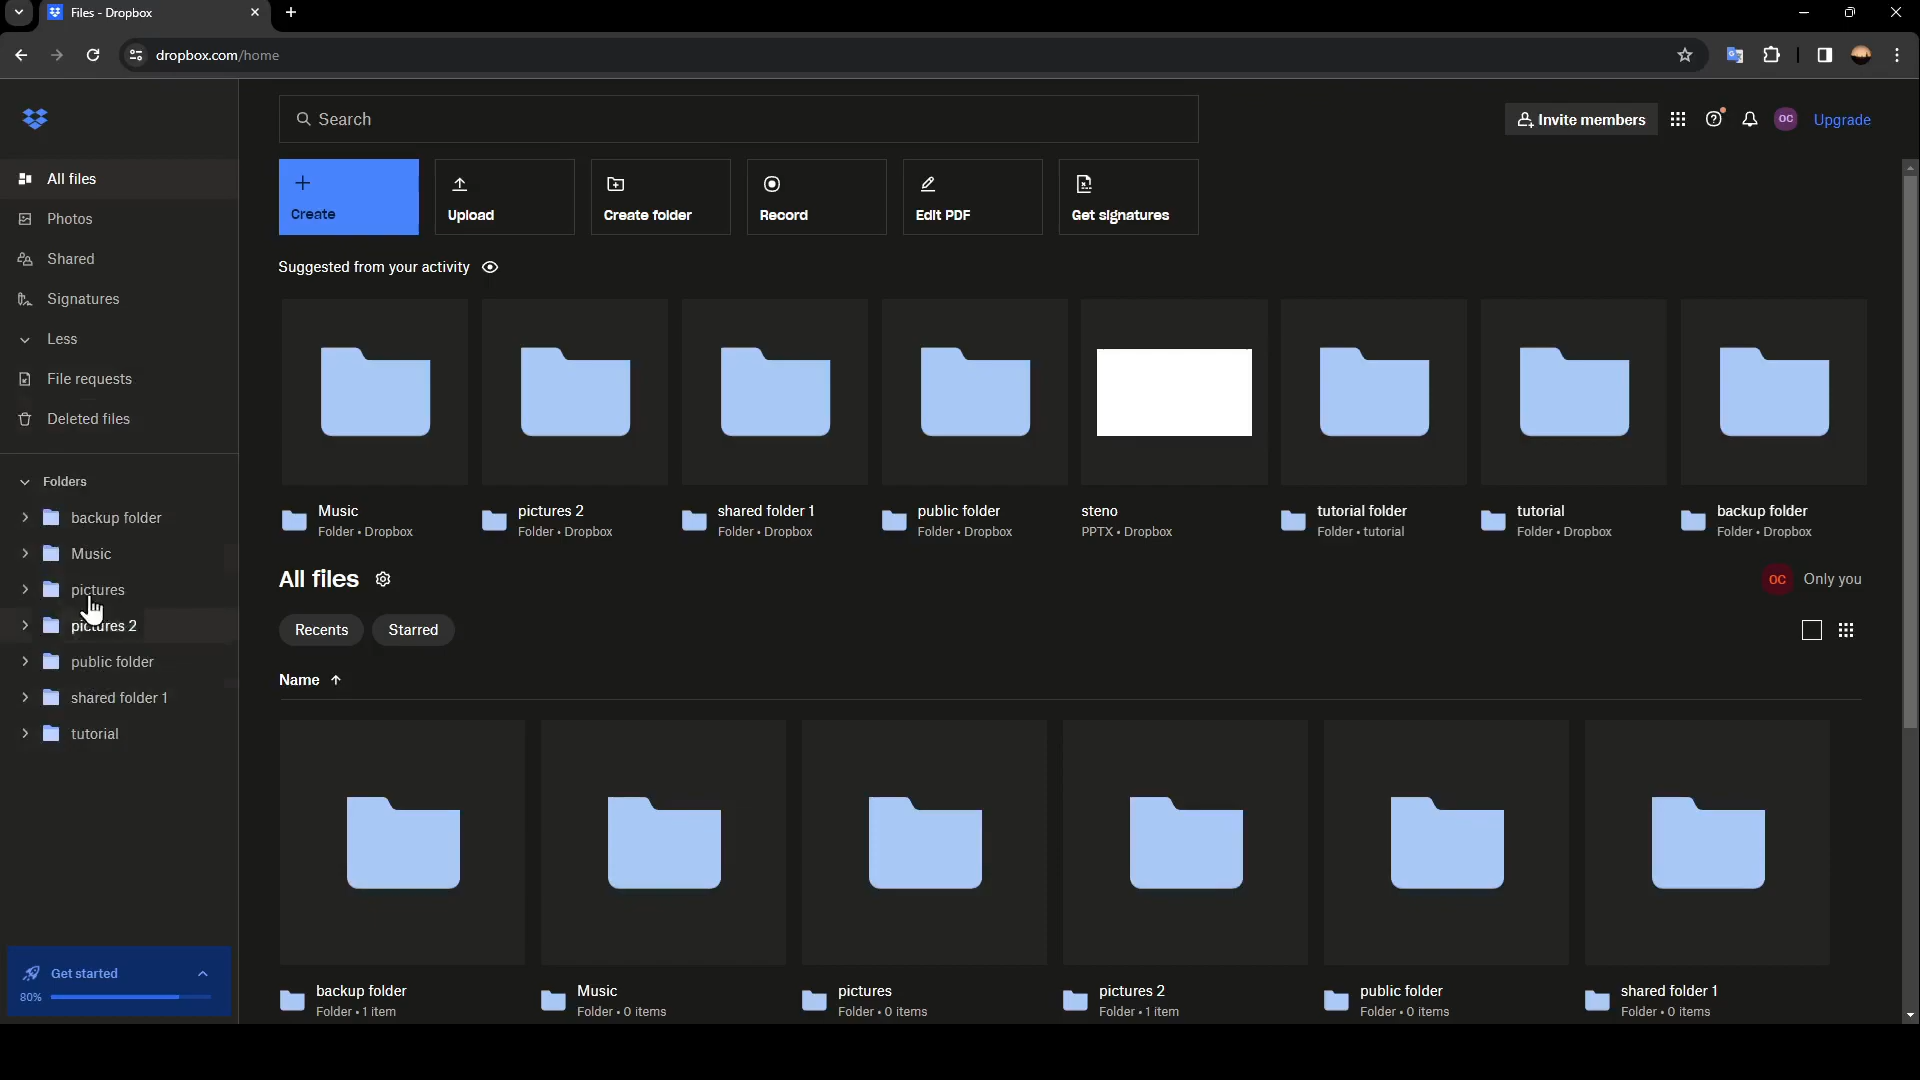 Files - Dropbox
dropbox.com/home
Search
Invite members
OC
Upgrade
All files
Photos
Shared
Signatures
Less
File requests
Deleted files
Folders
backup folder
Music
pictures
pictures 2
public folder
shared folder 1
tutorial
Get started
80%
Create
Upload
Create folder
Record
Edit PDF
Get signatures
Suggested from your activity
Music
Folder • Dropbox
pictures 2
Folder • Dropbox
shared folder 1
Folder • Dropbox
public folder
Folder • Dropbox
steno
PPTX • Dropbox
tutorial folder
Folder • tutorial
tutorial
Folder • Dropbox
backup folder
Folder • Dropbox
All files
OC
Only you
Recents
Starred
Name
backup folder
Folder • 1 item
Music
Folder • 0 items
pictures
Folder • 0 items
pictures 2
Folder • 1 item
public folder
Folder • 0 items
shared folder 1
Folder • 0 items